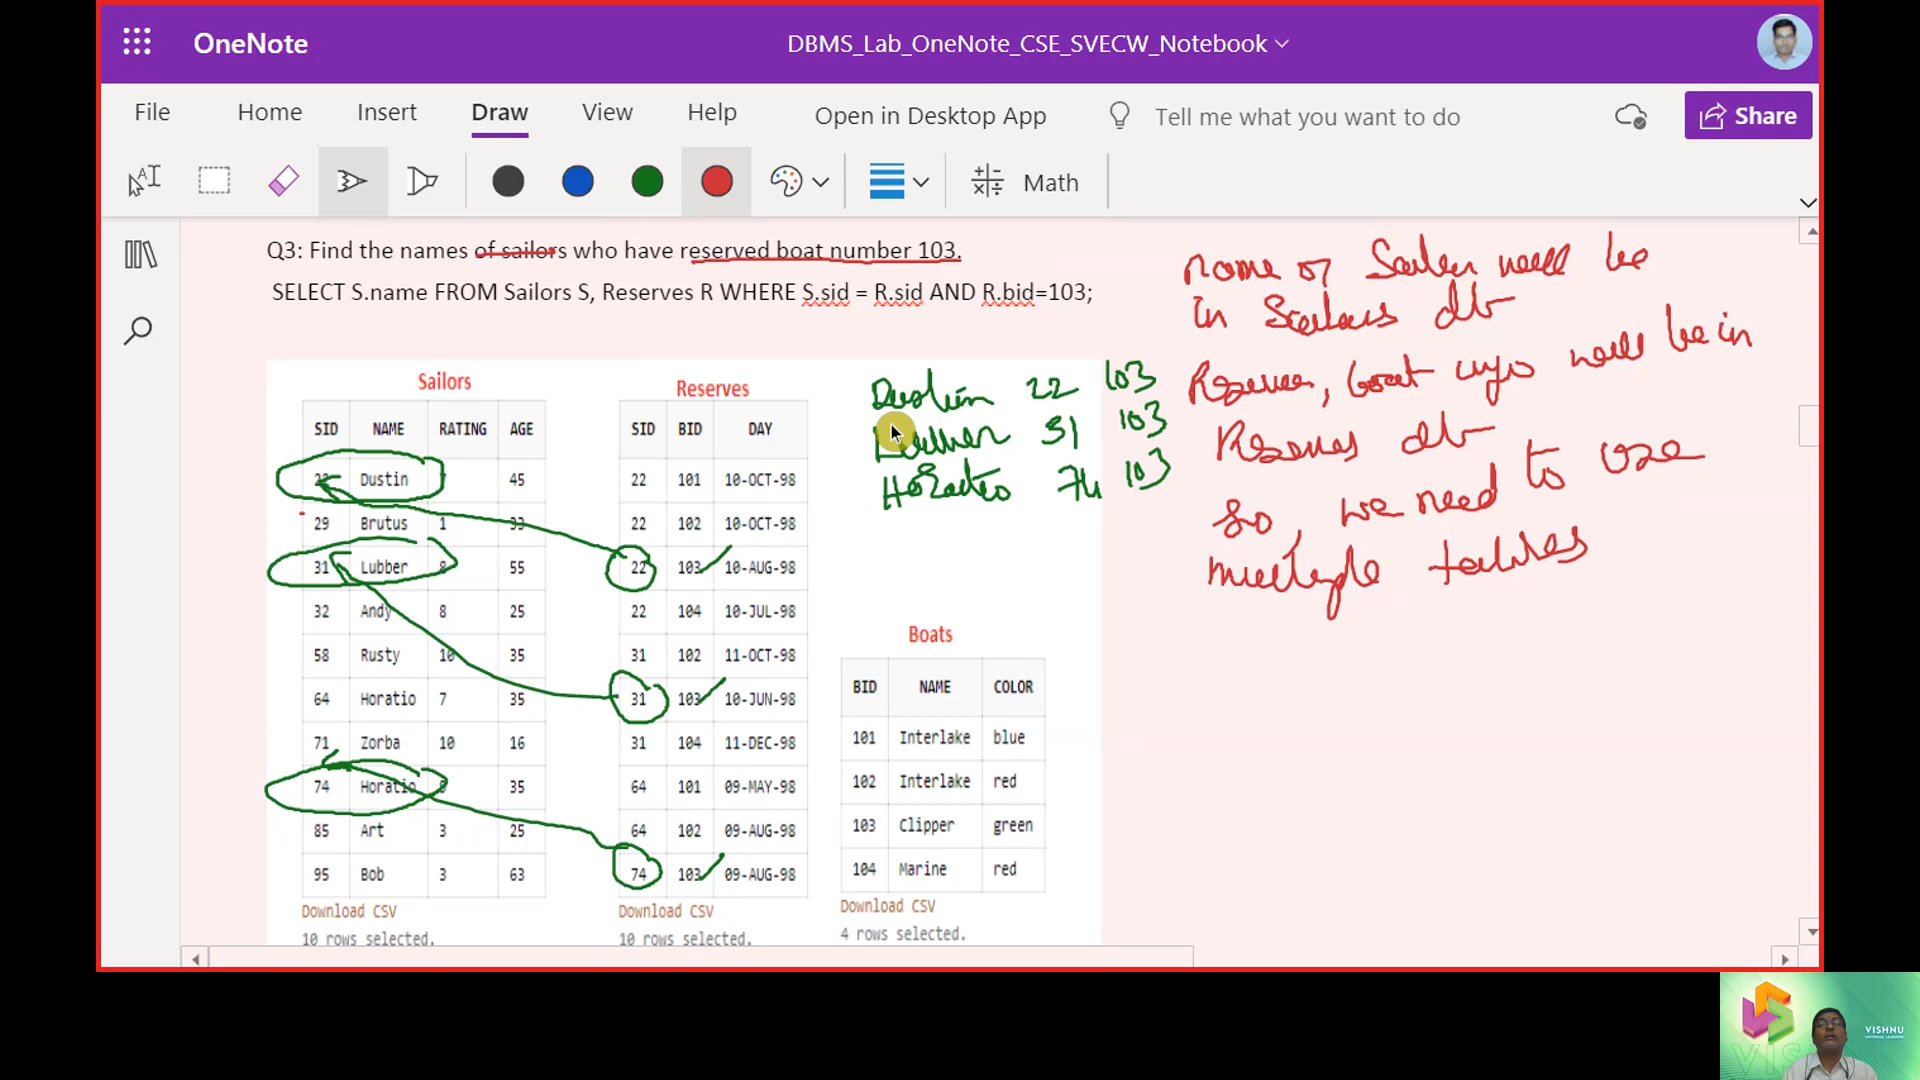 OneNote
DBMS_Lab_OneNote_CSE_SVECW_Notebook
File Home Insert Draw View Help Open in Desktop App Tell me what you want to do Share
Math
Q3: Find the names of sailors who have reserved boat number 103.
SELECT S.name FROM Sailors S, Reserves R WHERE S.sid = R.sid AND R.bid=103;
Sailors
SID NAME RATING AGE
22 Dustin 45
29 Brutus 1 33
31 Lubber 8 55
32 Andy 8 25
58 Rusty 10 35
64 Horatio 7 35
71 Zorba 10 16
74 Horatio 9 35
85 Art 3 25
95 Bob 3 63
Download CSV
10 rows selected.
Reserves
SID BID DAY
22 101 10-OCT-98
22 102 10-OCT-98
22 103 10-AUG-98
22 104 10-JUL-98
31 102 11-OCT-98
31 103 10-JUN-98
31 104 11-DEC-98
64 101 09-MAY-98
64 102 09-AUG-98
74 103 09-AUG-98
Download CSV
10 rows selected.
Dustin 22 103
Lubber 31 103
Horatio 74 103
Boats
BID NAME COLOR
101 Interlake blue
102 Interlake red
103 Clipper green
104 Marine red
Download CSV
4 rows selected.
name of Sailor will be
in Sailors db
Reserves, boat will be in
Reserves db
so, we need to use
multiple tables
VISHNU
UNIVERSAL LEARNING